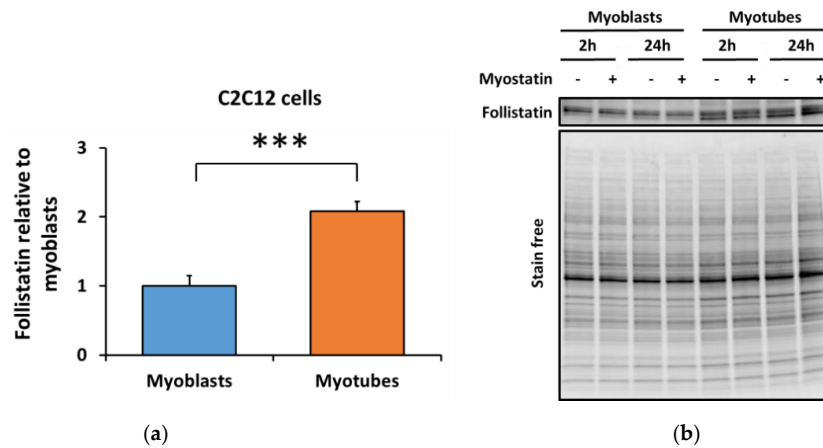 C2C12 cells
***
Follistatin relative to
myoblasts
3
2
1
0
Myoblasts
Myotubes
(a)
Myoblasts Myotubes
2h 24h 2h 24h
Myostatin - + - + - + - +
Follistatin
Stain free
(b)